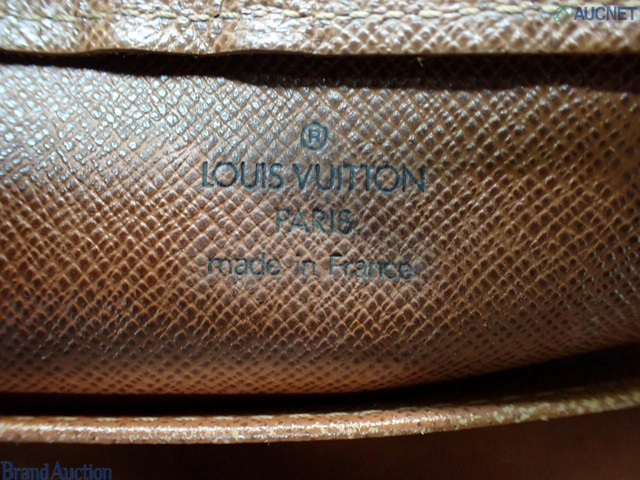 AUCNET
®
LOUIS VUITTON
PARIS
made in France
Brand Auction